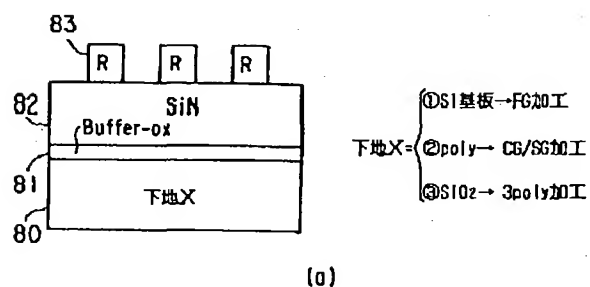 83
R R R
82
SiN
Buffer-ox
81
下地X
80
下地X=
①Si基板→FG加工
②poly→ CG/SG加工
③SiO₂→ 3poly加工
(a)